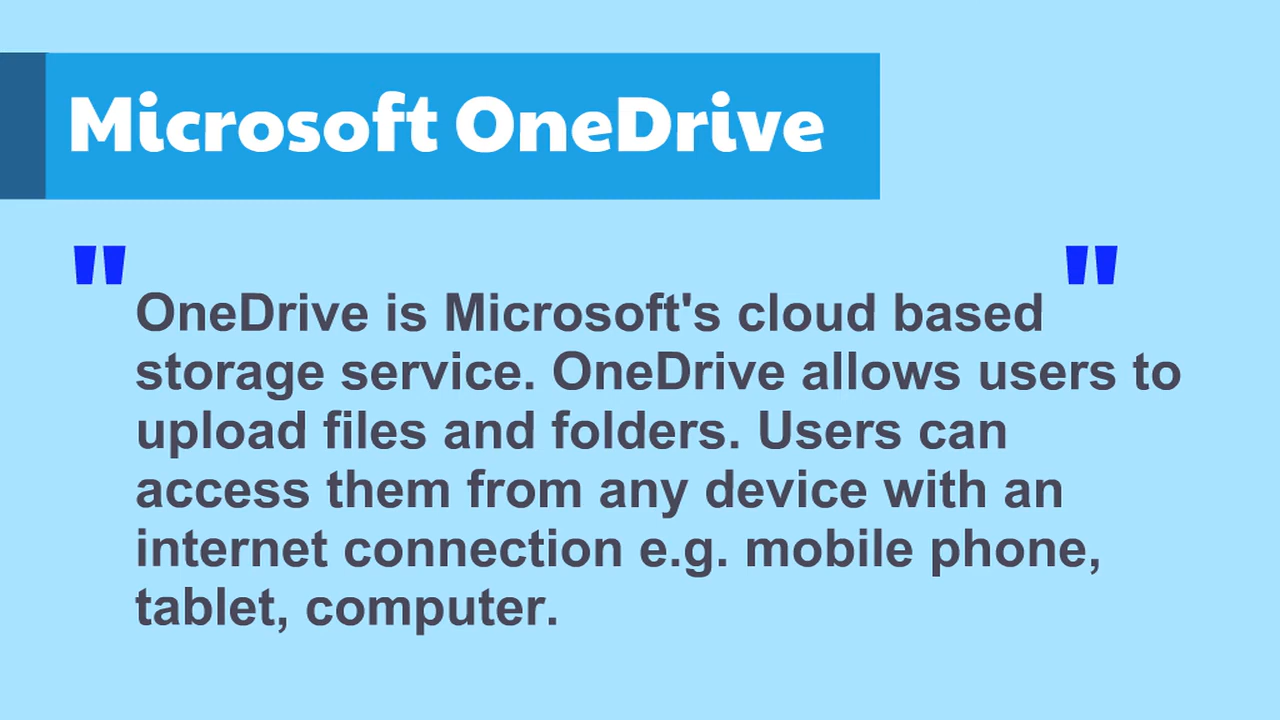 Microsoft OneDrive
" "
OneDrive is Microsoft's cloud based
storage service. OneDrive allows users to
upload files and folders. Users can
access them from any device with an
internet connection e.g. mobile phone,
tablet, computer.